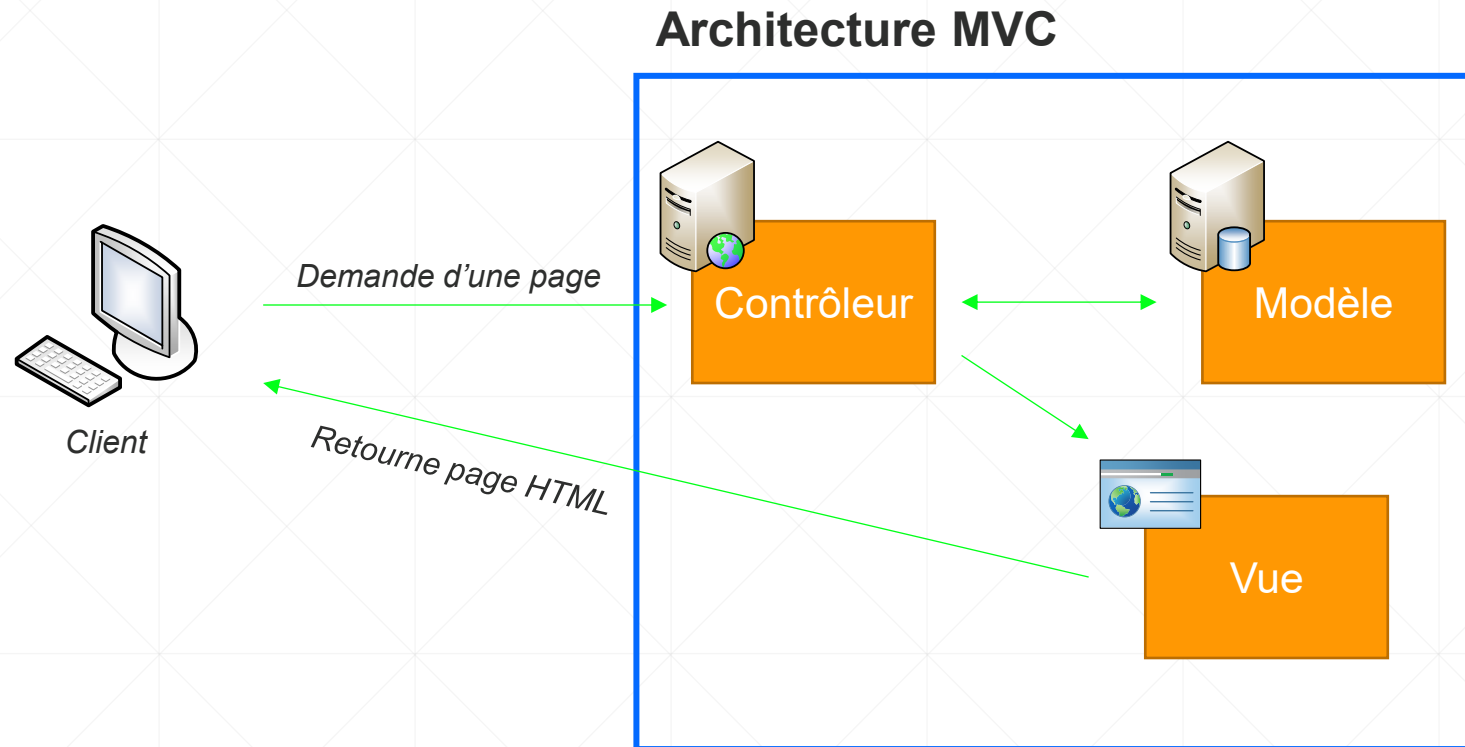 Architecture MVC
Demande d’une page
Contrôleur
Modèle
Client
Retourne page HTML
Vue